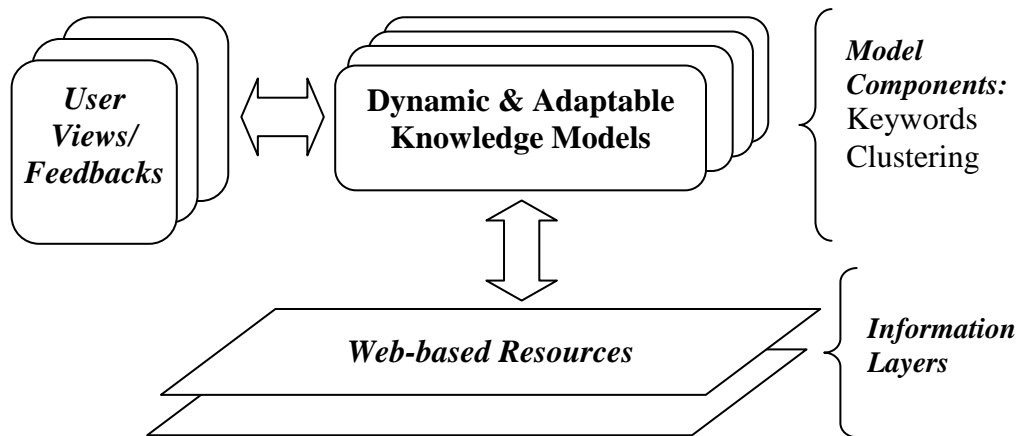 User
Views/
Feedbacks
Dynamic & Adaptable
Knowledge Models
Model
Components:
Keywords
Clustering
Web-based Resources
Information
Layers